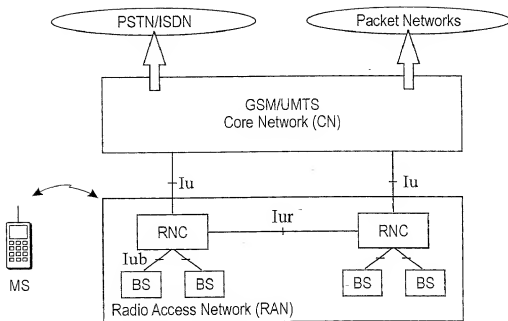 PSTN/ISDN
Packet Networks
GSM/UMTS
Core Network (CN)
Iu
Iu
Iur
RNC
RNC
Iub
BS
BS
BS
BS
MS
Radio Access Network (RAN)